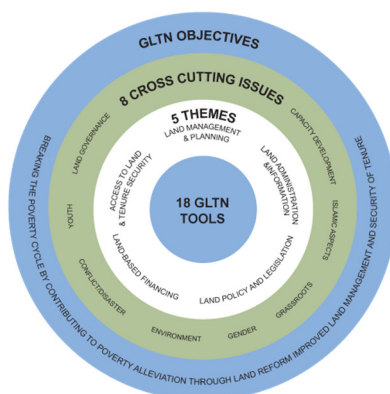 GLTN OBJECTIVES
BREAKING THE POVERTY CYCLE BY CONTRIBUTING TO POVERTY ALLEVIATION THROUGH LAND REFORM IMPROVED LAND MANAGEMENT AND SECURITY OF TENURE
8 CROSS CUTTING ISSUES
LAND GOVERNANCE
YOUTH
CONFLICT/DISASTER
ENVIRONMENT
GENDER
GRASSROOTS
ISLAMIC ASPECTS
CAPACITY DEVELOPMENT
5 THEMES
LAND MANAGEMENT
& PLANNING
ACCESS TO LAND
& TENURE SECURITY
LAND ADMINISTRATION
&INFORMATION
LAND-BASED FINANCING
LAND POLICY AND LEGISLATION
18 GLTN
TOOLS